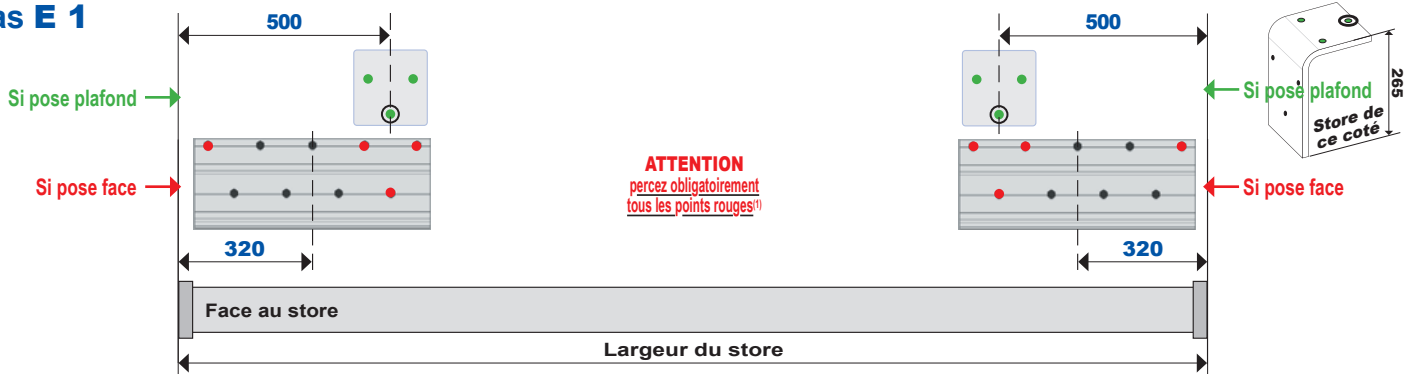 as E 1
500
500
Si pose plafond
Si pose plafond
265
Store de
ce coté
ATTENTION
percez obligatoirement
tous les points rouges(1)
Si pose face
Si pose face
320
320
Face au store
Largeur du store